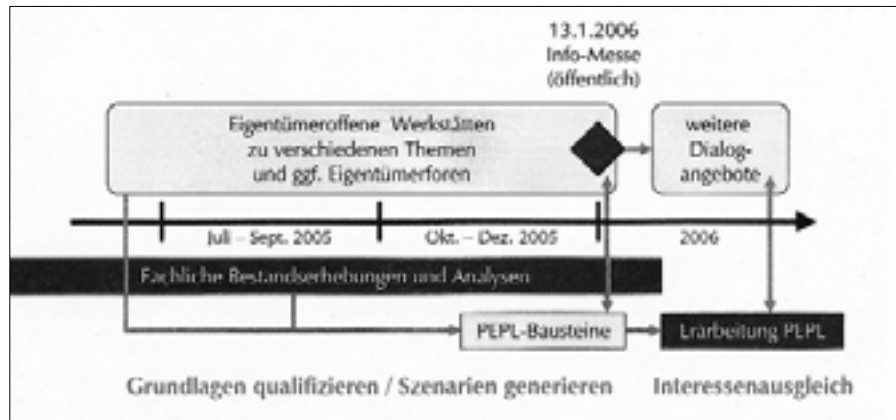 13.1.2006
Info-Messe
(öffentlich)
Eigentümeroffene Werkstätten
zu verschiedenen Themen
und ggf. Eigentümerforen
weitere
Dialog-
angebote
Juli – Sept. 2005
Okt. – Dez. 2005
2006
Fachliche Bestandserhebungen und Analysen
PEPL-Bausteine
Erarbeitung PEPL
Grundlagen qualifizieren / Szenarien generieren
Interessenausgleich